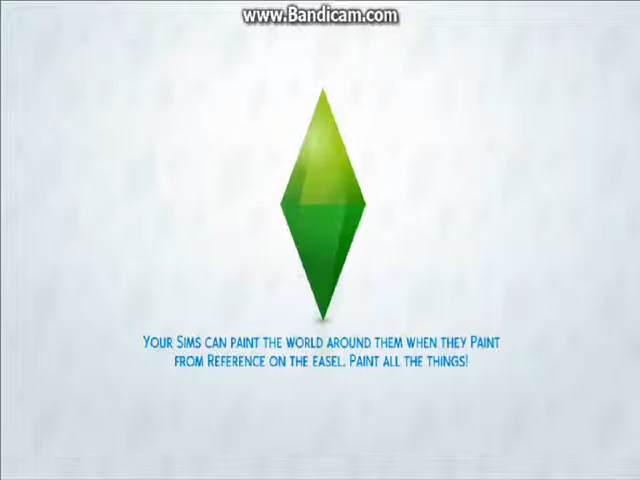 www.Bandicam.com
Your Sims can paint the world around them when they Paint
from Reference on the easel. Paint all the things!